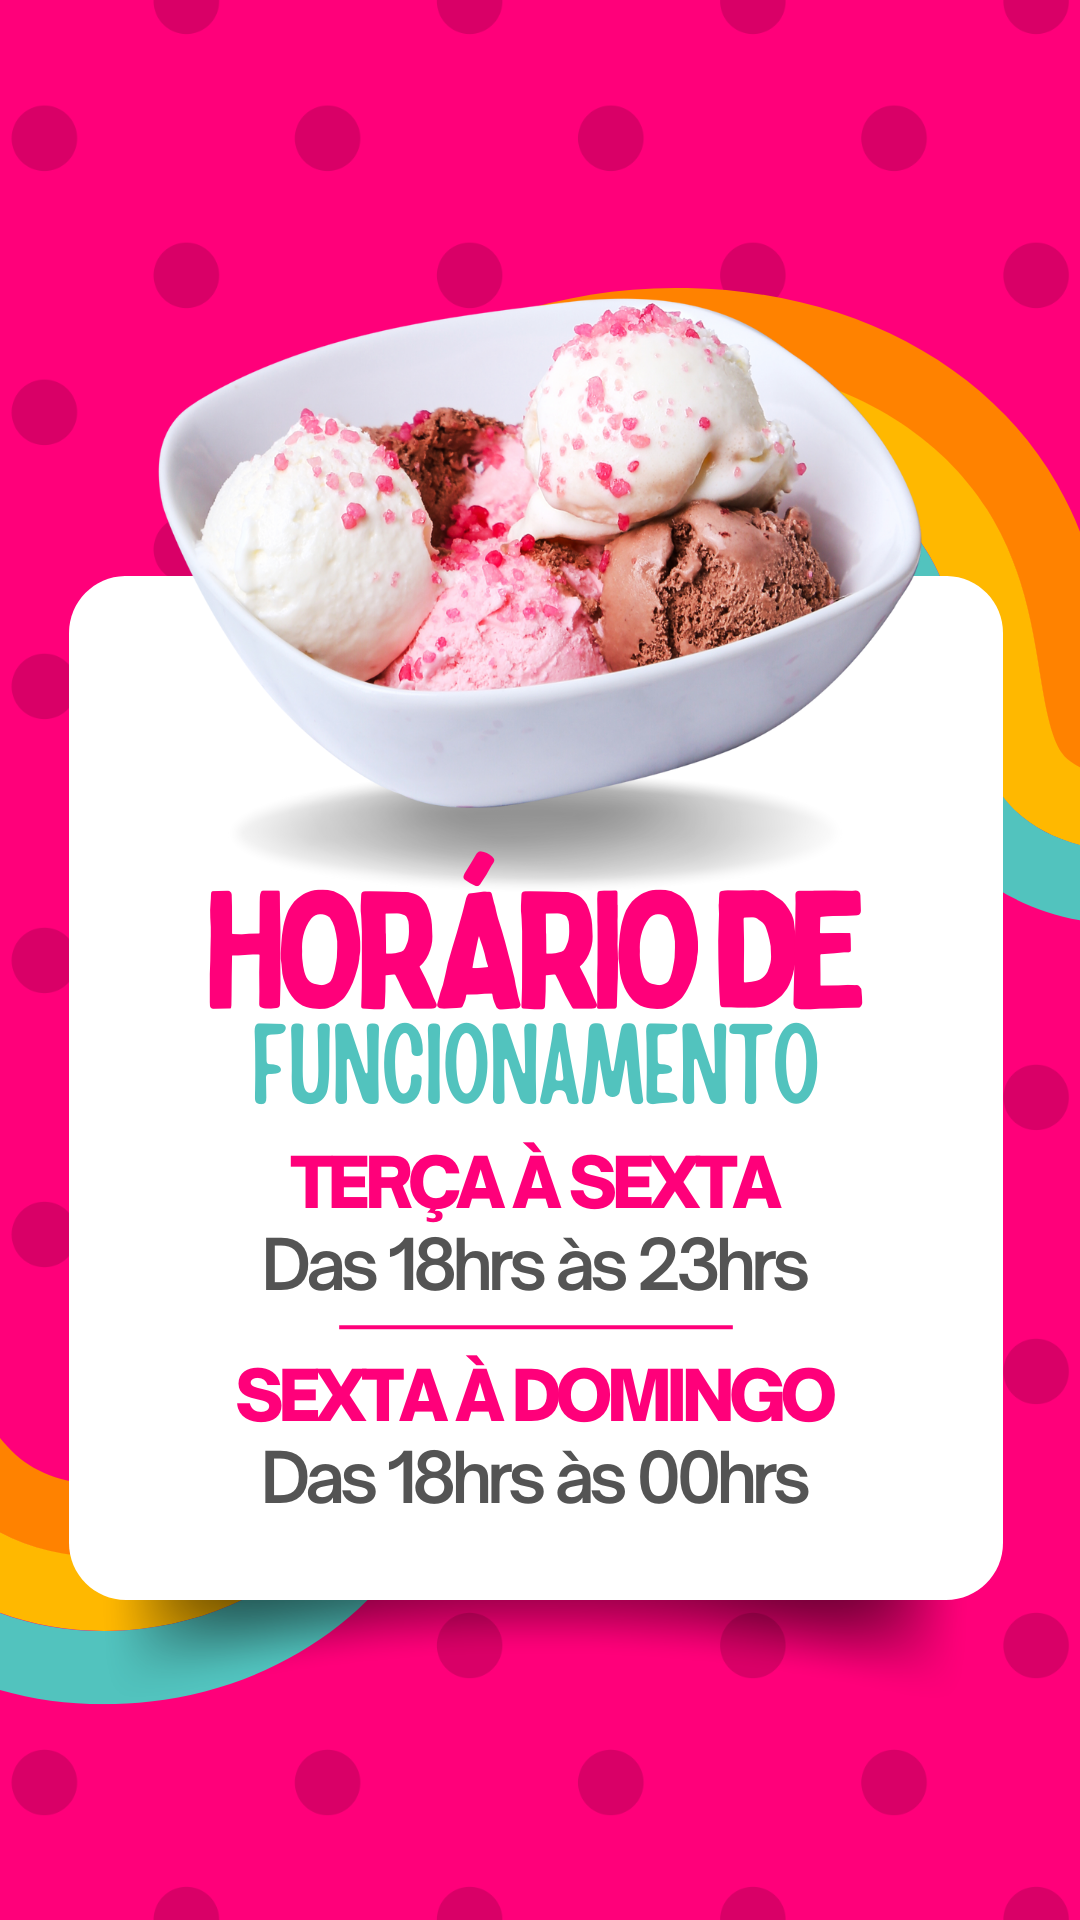 HORÁRIO DE
FUNCIONAMENTO
TERÇA À SEXTA
Das 18hrs às 23hrs
SEXTA À DOMINGO
Das 18hrs às 00hrs